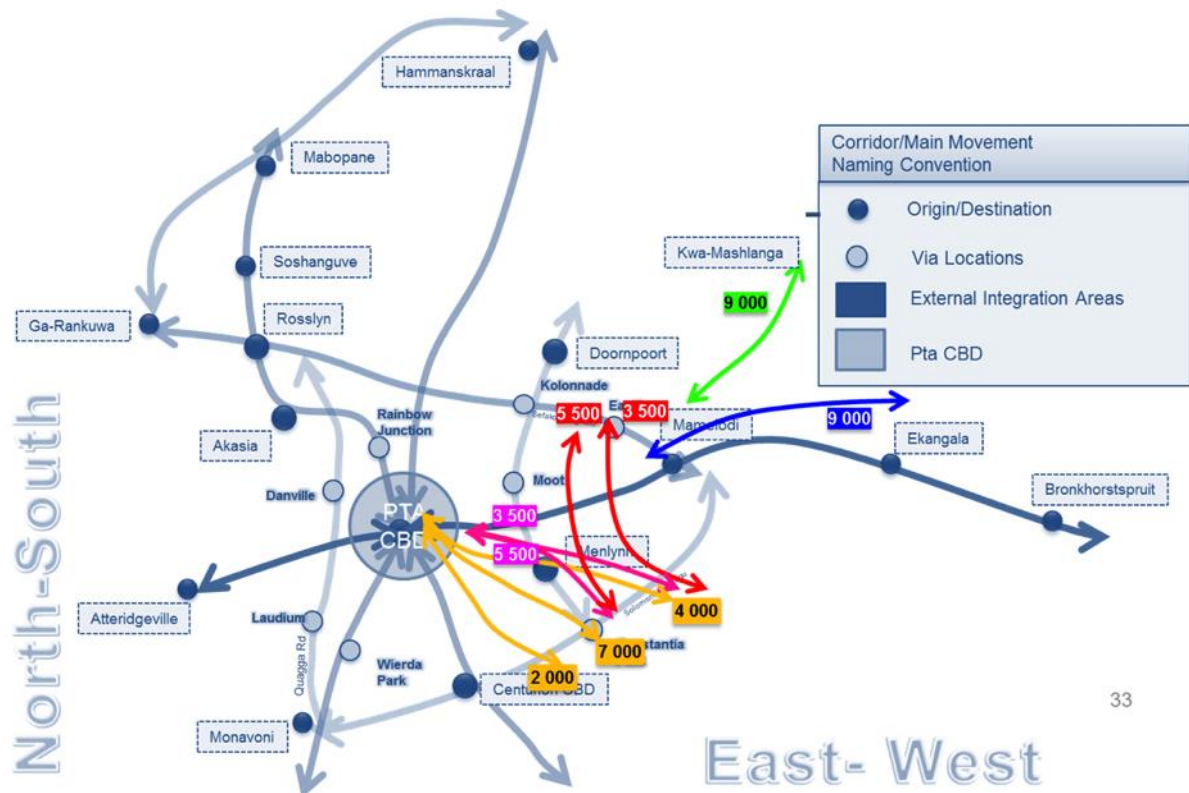 Hammanskraal
Mabopane
Corridor/Main Movement
Naming Convention
Origin/Destination
Via Locations
External Integration Areas
Pta CBD
Soshanguve
Kwa-Mashlanga
9 000
Ga-Rankuwa
Rosslyn
Doornpoort
Kolonnade
5 500
3 500
Mamelodi
9 000
Akasia
Rainbow
Junction
Ekangala
Danville
Moot
Bronkhorstspruit
PTA
CBD
3 500
5 500
Menlyn
Atteridgeville
Laudium
Quagga Rd
4 000
7 000
Wierda
Park
2 000
Centurion CBD
Monavoni
33
North-South
East- West